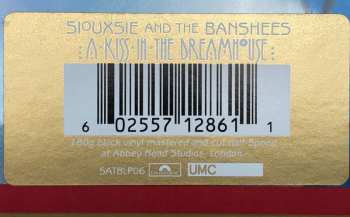 SIOUXSIE AND THE BANSHEES
A·KISS·IN·THE·DREAMHOUSE
6 02557 12861 1
180g black vinyl mastered and cut half speed
at Abbey Road Studios, London.
SATBLP06 polydor UMC